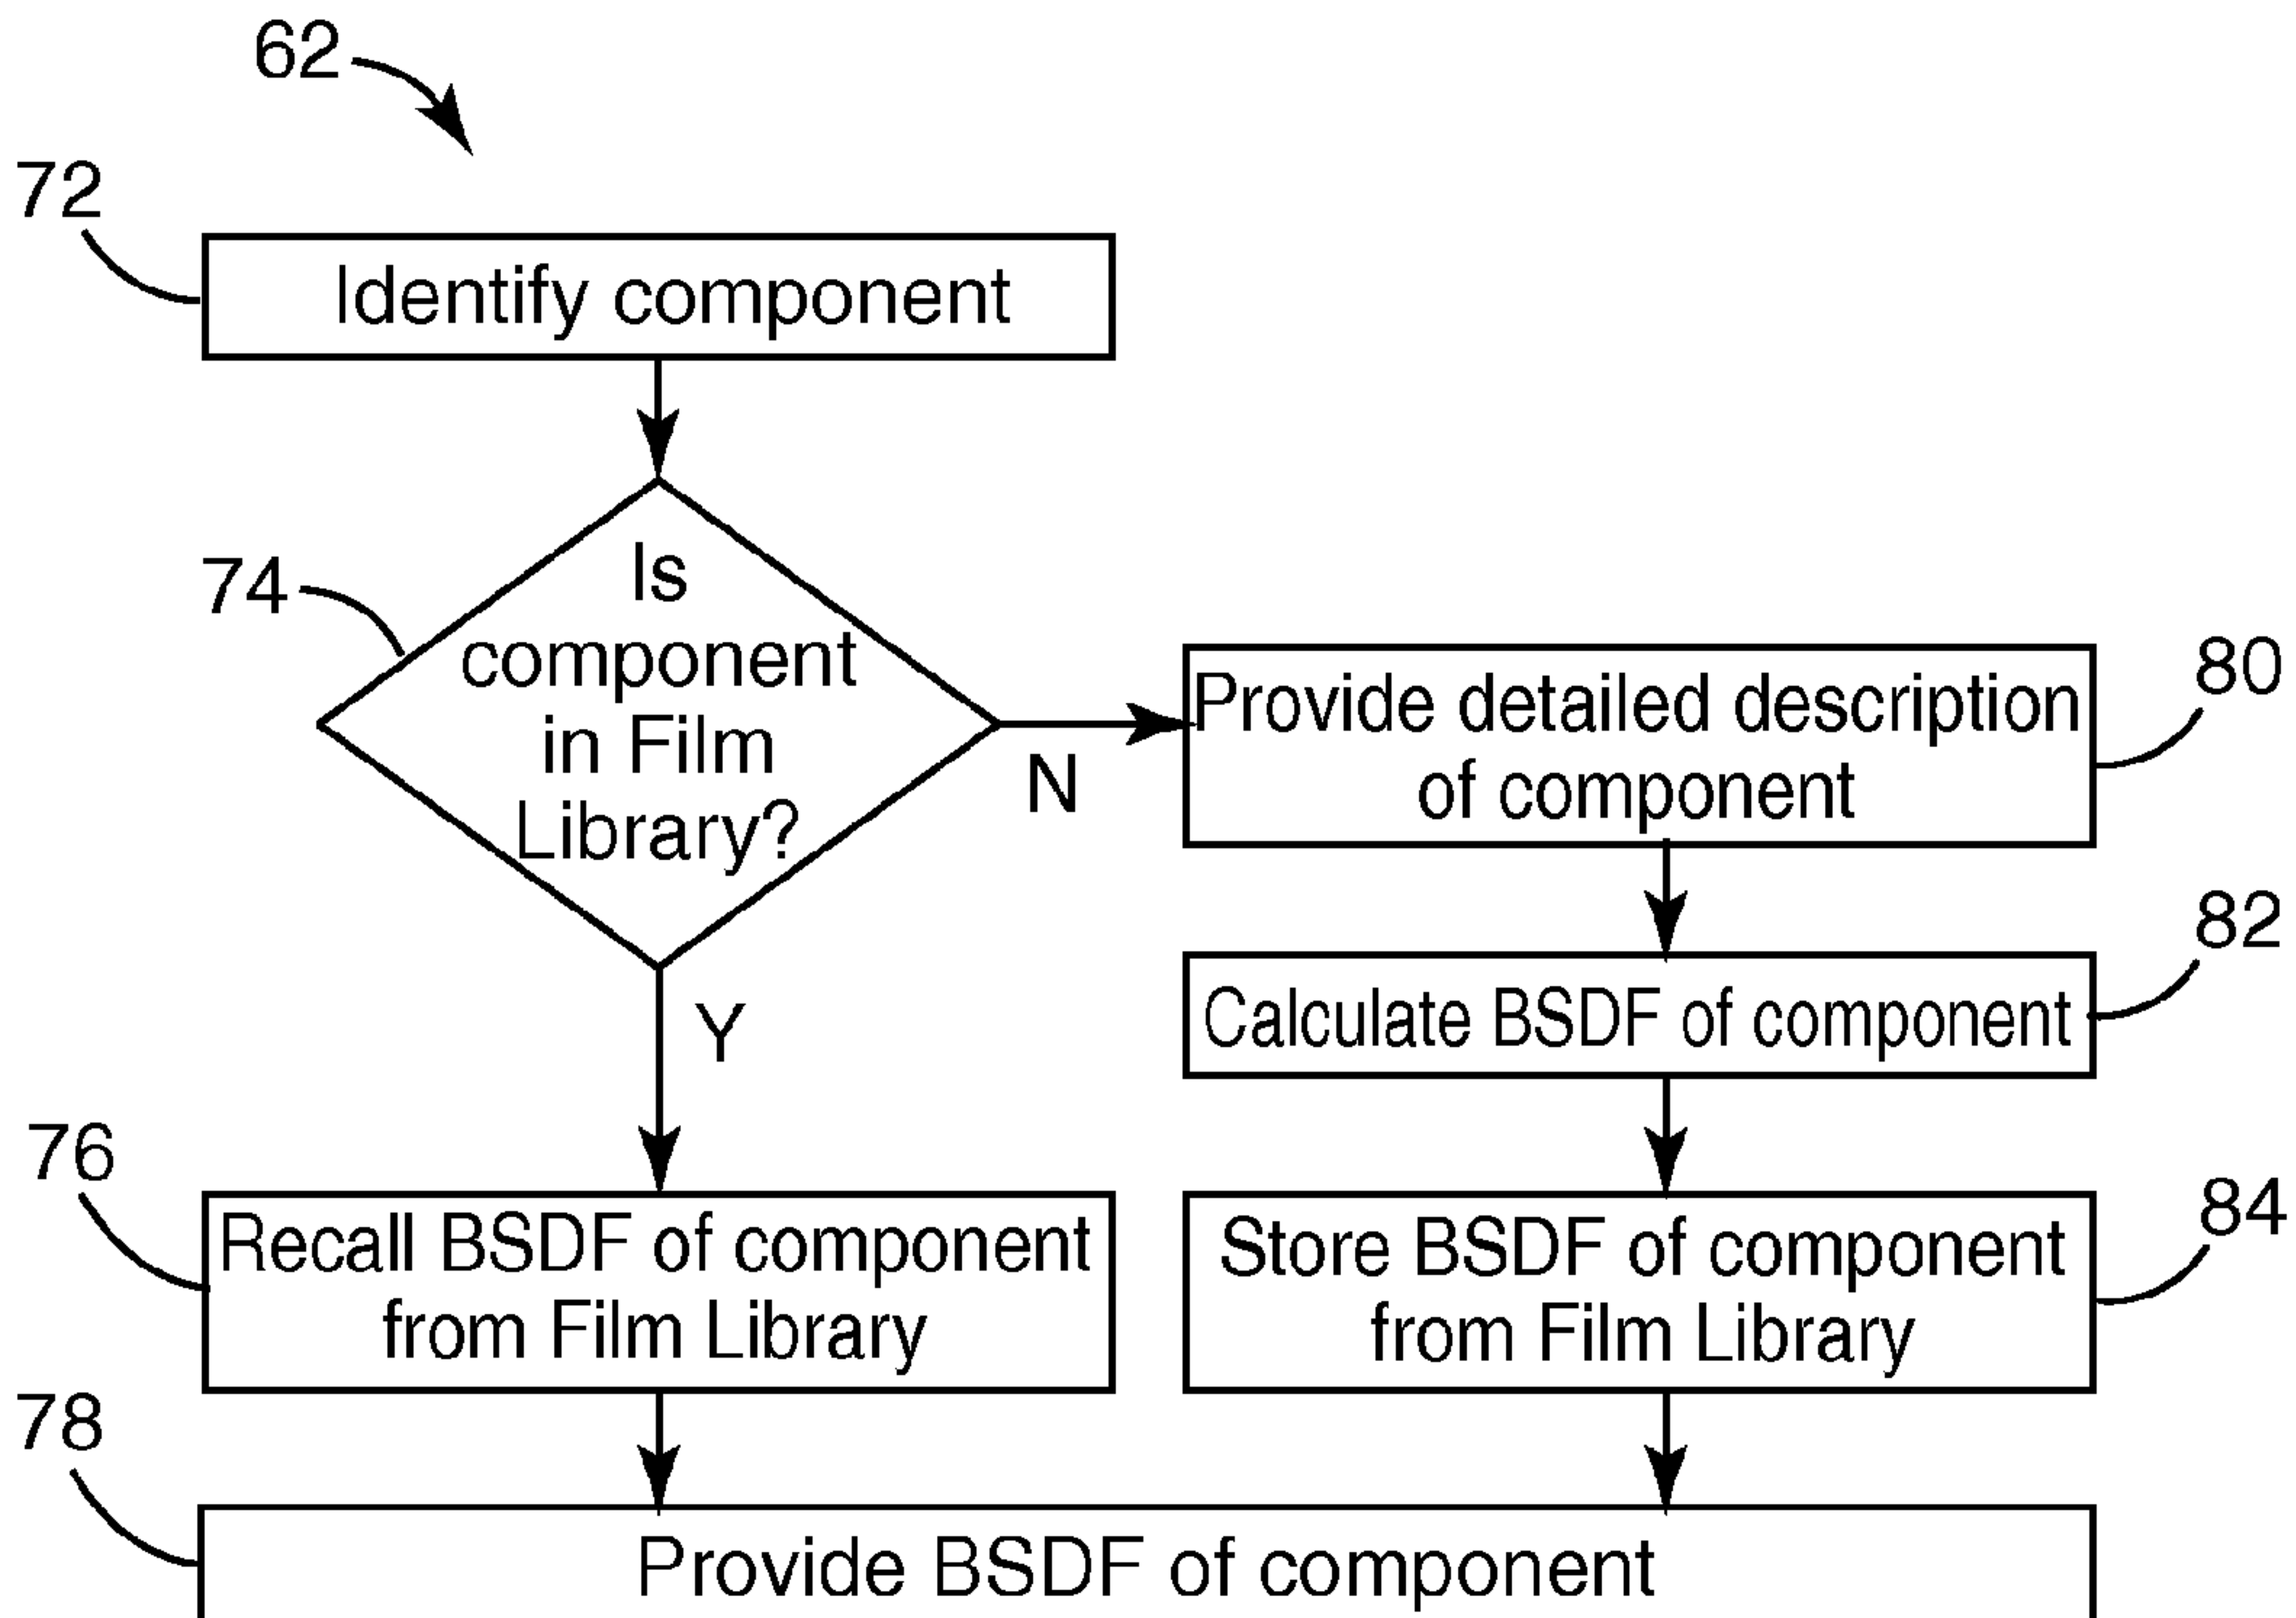 62
72
Identify component
74
Is
component
in Film
Library?
N
Y
80
Provide detailed description
of component
82
Calculate BSDF of component
76
Recall BSDF of component
from Film Library
84
Store BSDF of component
from Film Library
78
Provide BSDF of component